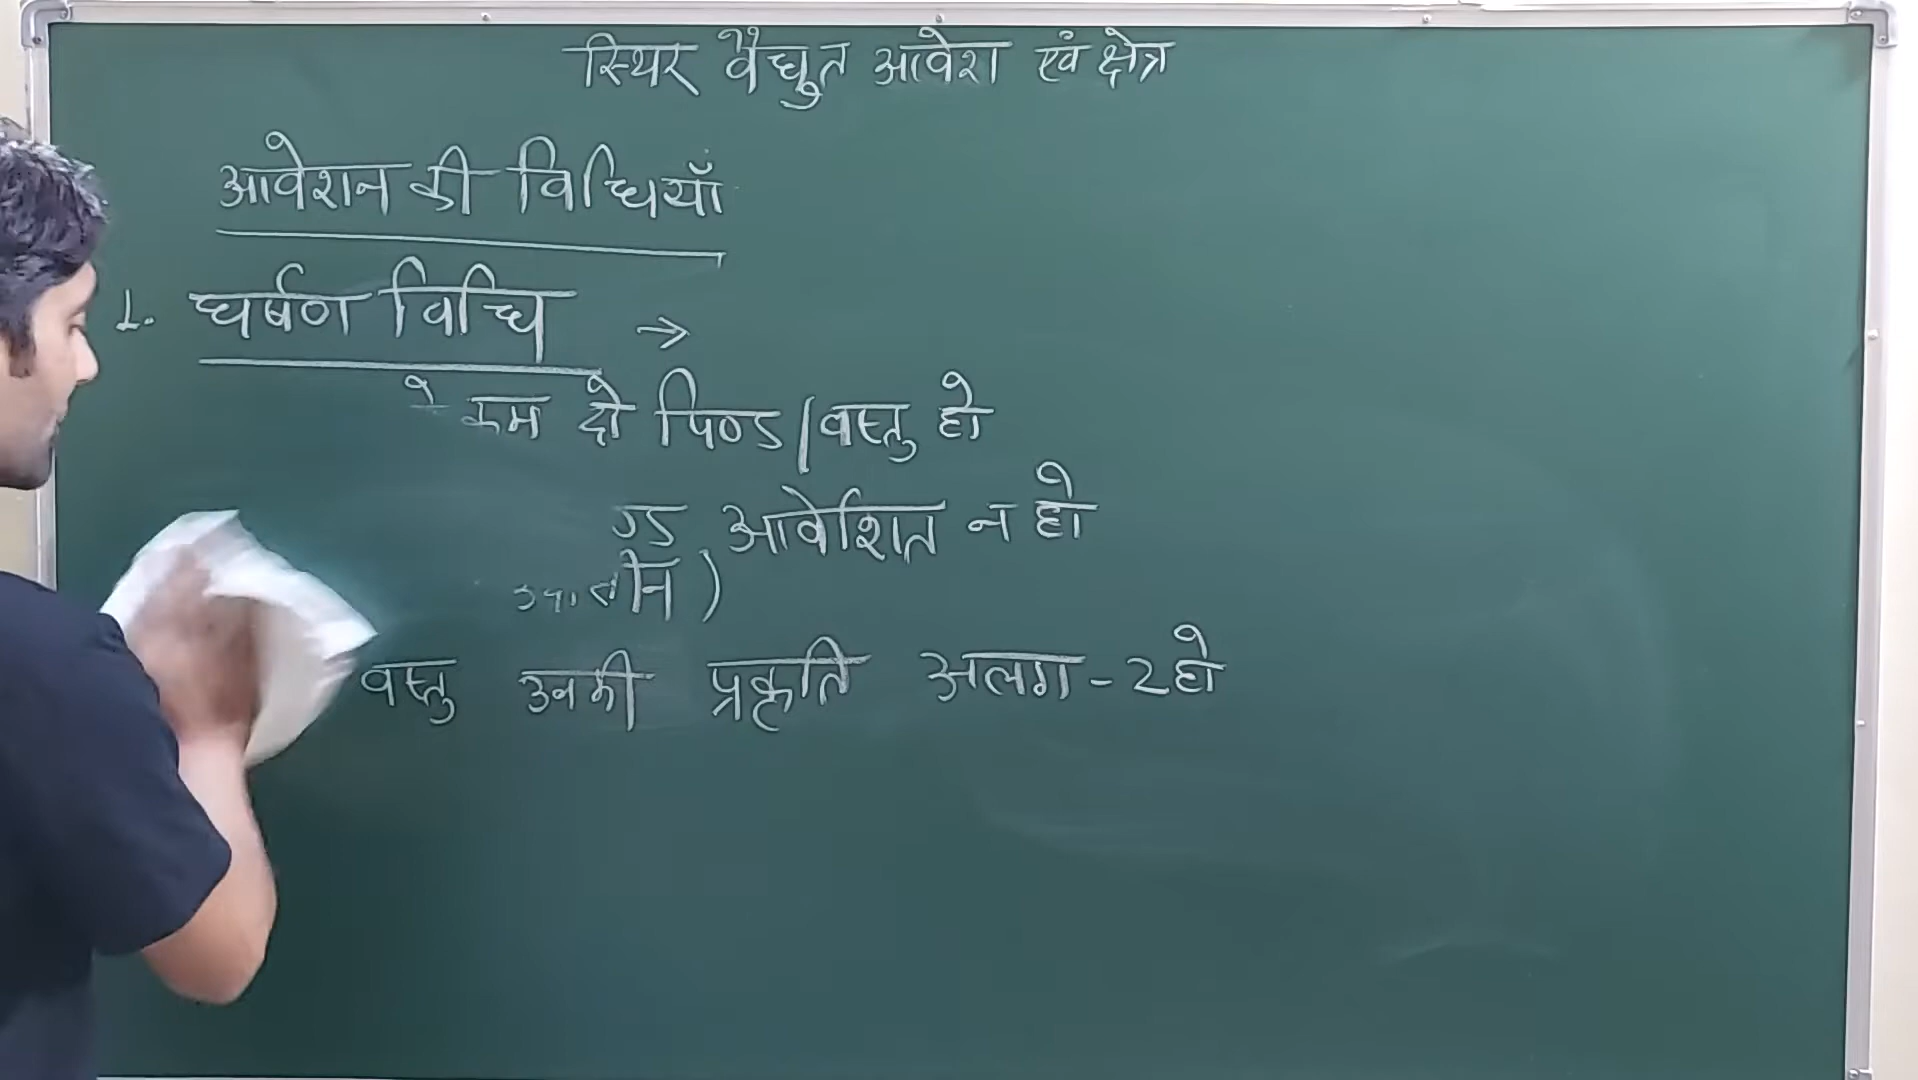 स्थिर वैद्युत आवेश एवं क्षेत्र
आवेशन की विधियाँ
1. घर्षण विधि →
कम दो पिण्ड/वस्तु हो
आवेशित न हो
वस्तु उनकी प्रकृति अलग-2 हो